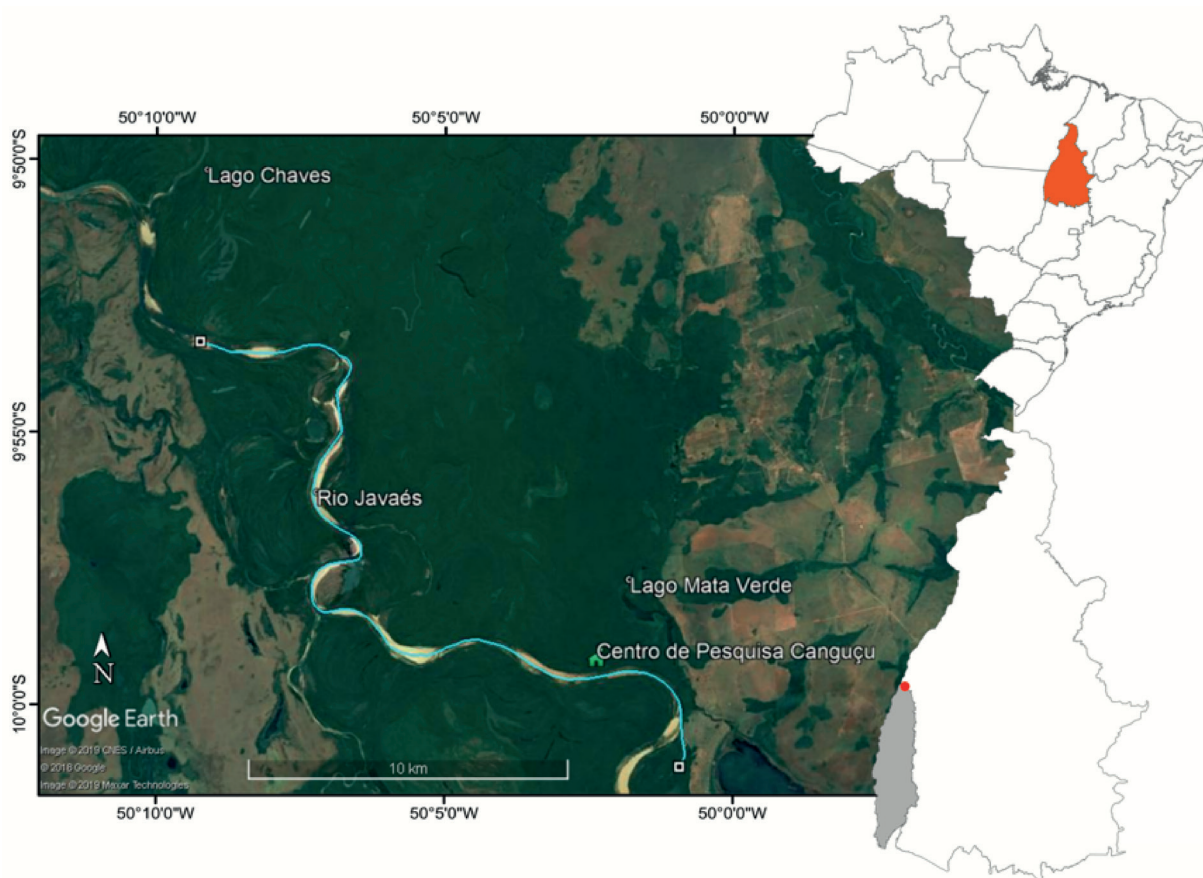 50°10'0"W
50°5'0"W
50°0'0"W
9°50'0"S
Lago Chaves
9°55'0"S
Rio Javaés
Lago Mata Verde
Centro de Pesquisa Canguçu
N
10°0'0"S
Google Earth
Image © 2019 CNES / Airbus
© 2018 Google
Image © 2019 Maxar Technologies
10 km
50°10'0"W
50°5'0"W
50°0'0"W